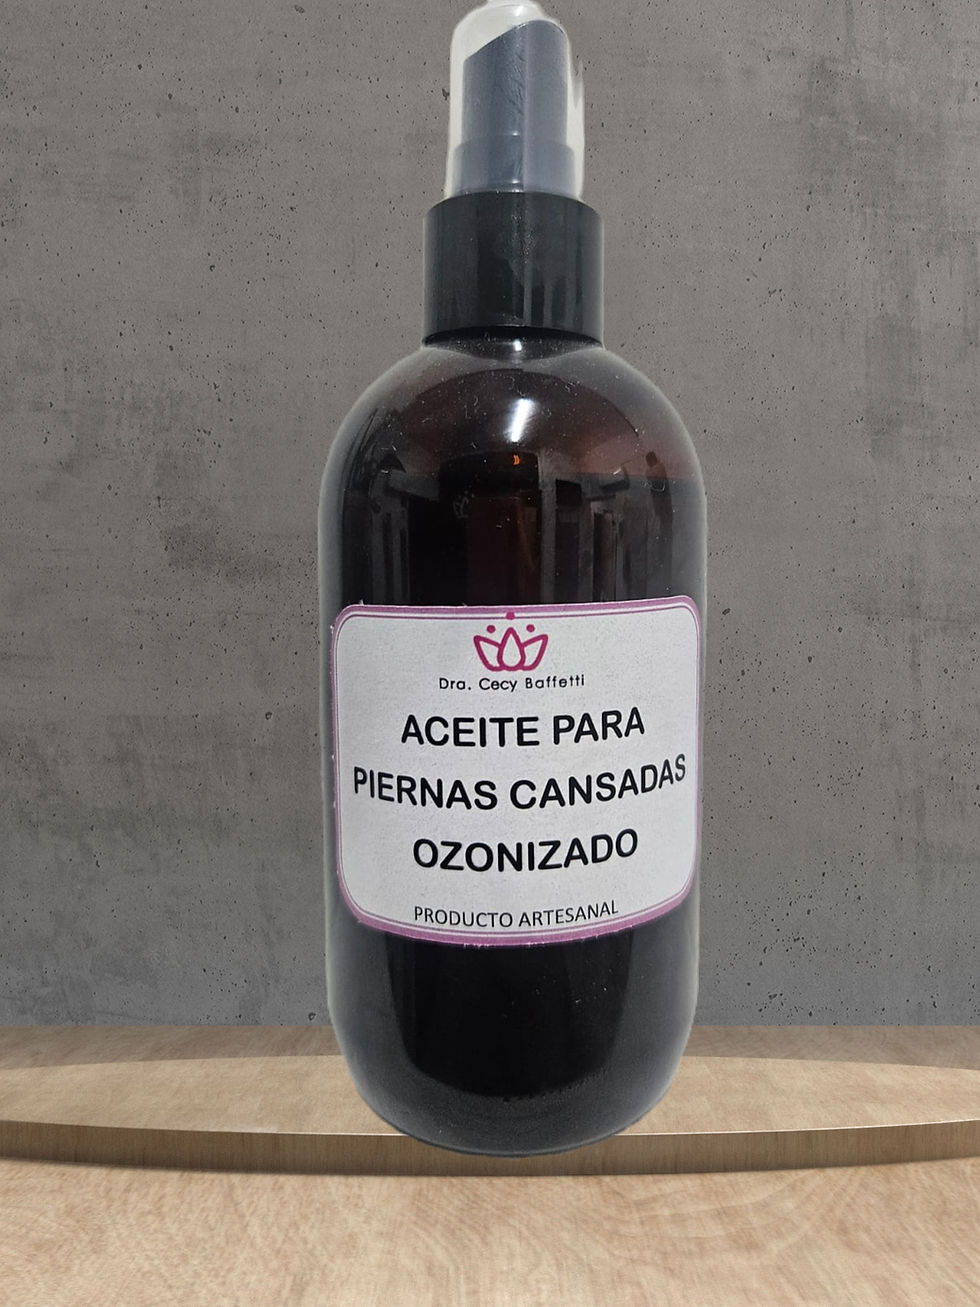 Dra. Cecy Baffetti
ACEITE PARA
PIERNAS CANSADAS
OZONIZADO
PRODUCTO ARTESANAL